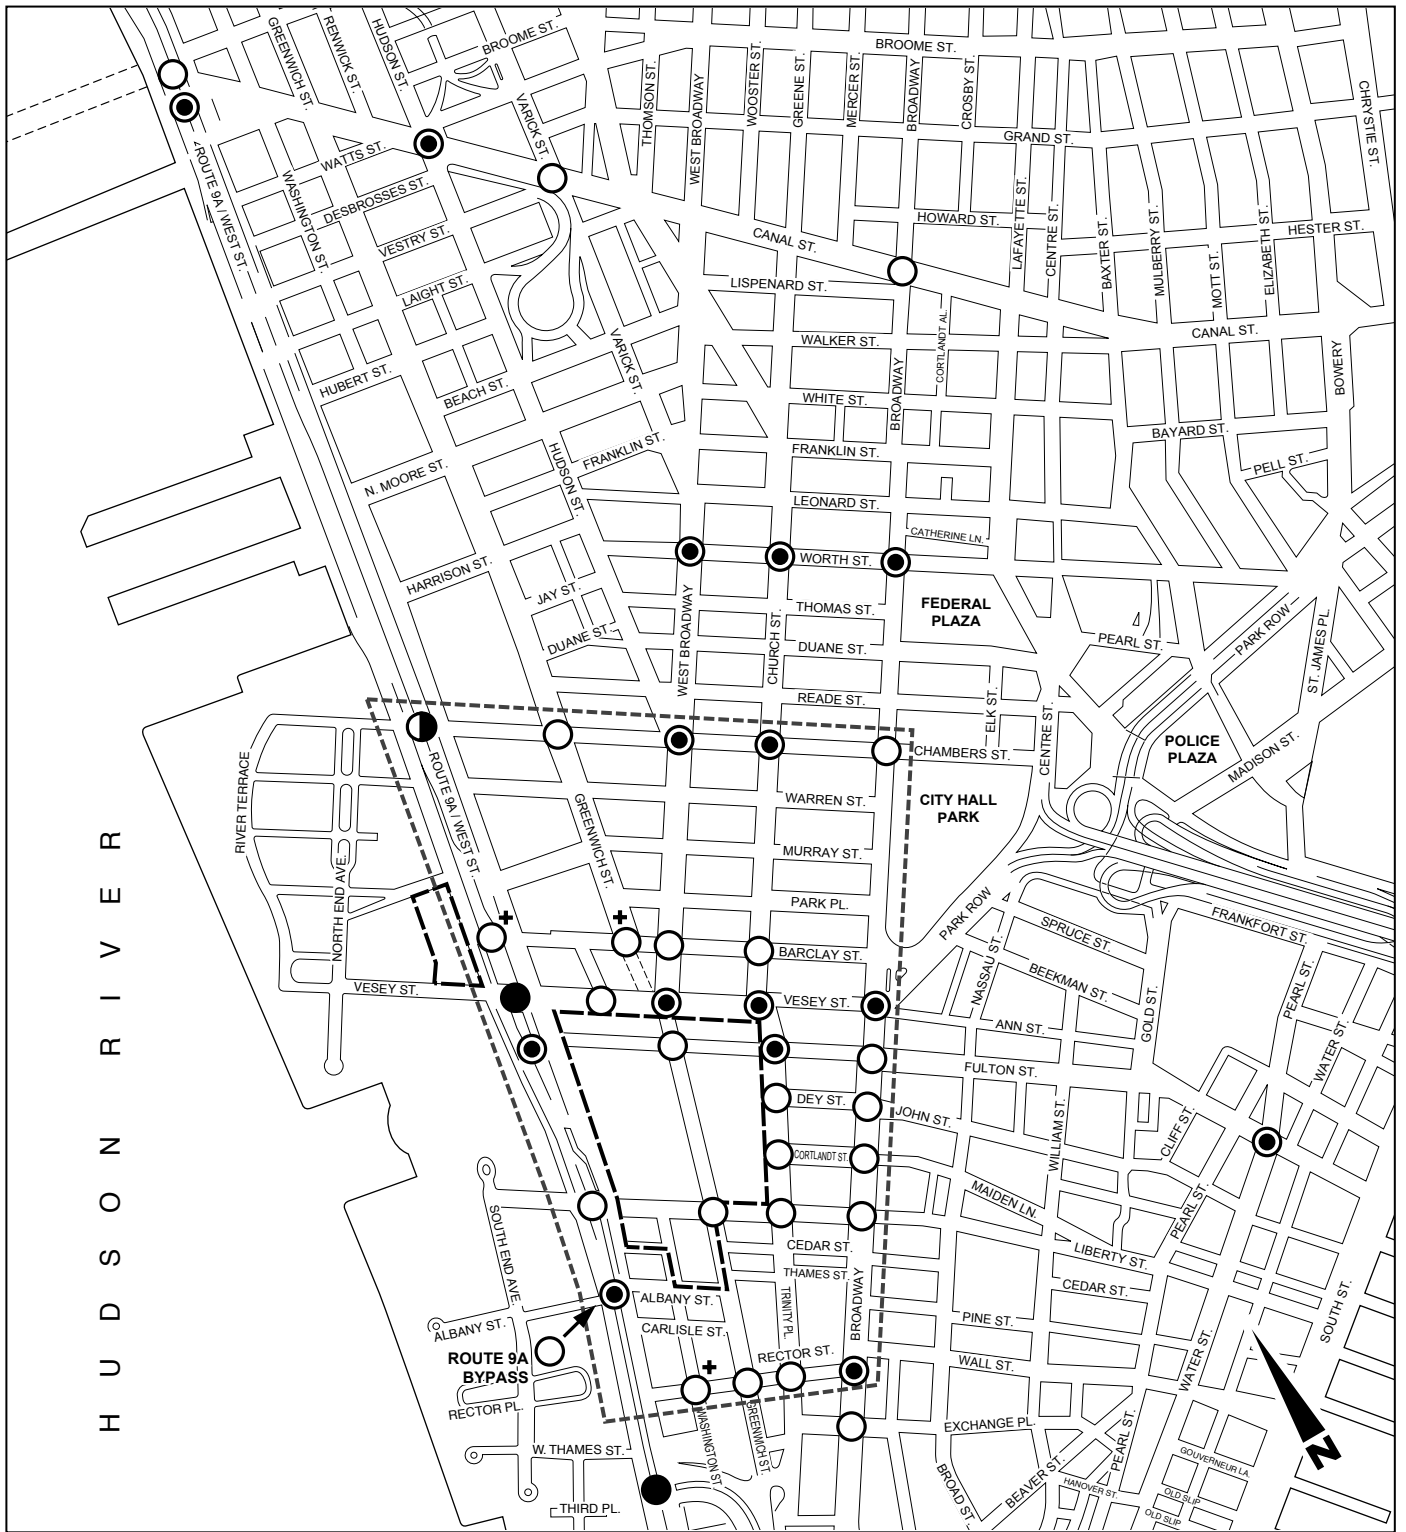 GREENWICH ST.
RENWICK ST.
HUDSON ST.
BROOME ST.
VARICK ST.
THOMSON ST.
WEST BROADWAY
WOOSTER ST.
GREENE ST.
MERCER ST.
BROADWAY
CROSBY ST.
BROOME ST.
GRAND ST.
CHRYSTIE ST.
ROUTE 9A / WEST ST.
WATTS ST.
WASHINGTON ST.
DESBROSSES ST.
VESTRY ST.
LAIGHT ST.
HOWARD ST.
CANAL ST.
LAFAYETTE ST.
CENTRE ST.
BAXTER ST.
MULBERRY ST.
MOTT ST.
ELIZABETH ST.
HESTER ST.
LISPENARD ST.
CORTLANDT AL.
CANAL ST.
WALKER ST.
BOWERY
HUBERT ST.
BEACH ST.
VARICK ST.
WHITE ST.
BROADWAY
BAYARD ST.
PELL ST.
N. MOORE ST.
HUDSON ST.
FRANKLIN ST.
FRANKLIN ST.
LEONARD ST.
CATHERINE LN.
WORTH ST.
HARRISON ST.
JAY ST.
DUANE ST.
WEST BROADWAY
CHURCH ST.
THOMAS ST.
FEDERAL
PLAZA
DUANE ST.
READE ST.
PEARL ST.
PARK ROW
ST. JAMES PL.
ELK ST.
CENTRE ST.
CHAMBERS ST.
POLICE
PLAZA
MADISON ST.
RIVER TERRACE
ROUTE 9A / WEST ST.
GREENWICH ST.
WARREN ST.
CITY HALL
PARK
MURRAY ST.
NORTH END AVE.
PARK PL.
PARK ROW
BARCLAY ST.
NASSAU ST.
SPRUCE ST.
BEEKMAN ST.
FRANKFORT ST.
PEARL ST.
GOLD ST.
VESEY ST.
VESEY ST.
ANN ST.
WATER ST.
FULTON ST.
DEY ST.
JOHN ST.
WILLIAM ST.
CLIFF ST.
CORTLANDT ST.
MAIDEN LN.
PEARL ST.
HUDSON RIVER
SOUTH END AVE.
CEDAR ST.
THAMES ST.
LIBERTY ST.
CEDAR ST.
SOUTH ST.
ALBANY ST.
TRINITY PL.
BROADWAY
ALBANY ST.
CARLISLE ST.
PINE ST.
ROUTE 9A
BYPASS
RECTOR ST.
WALL ST.
WATER ST.
RECTOR PL.
WASHINGTON ST
GREENWICH ST.
EXCHANGE PL.
W. THAMES ST.
BROAD ST.
BEAVER ST.
PEARL ST.
HANOVER ST.
GOUVERNEUR LA.
OLD SLIP
OLD SLIP
THIRD PL.
N